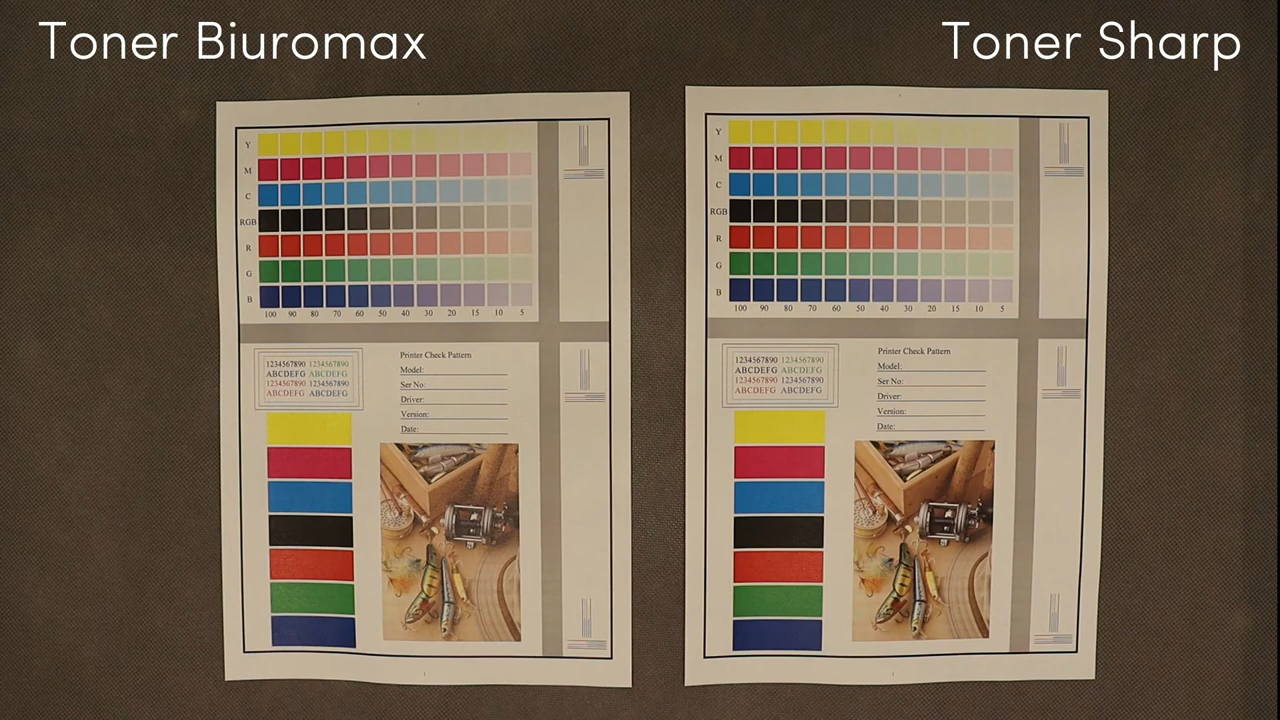 Toner Biuromax
Toner Sharp
Y
M
C
RGB
R
G
B
100 90 80 70 60 50 40 30 20 15 10 5
1234567890 1234567890
ABCDEFG ABCDEFG
1234567890 1234567890
ABCDEFG ABCDEFG
Printer Check Pattern
Model:
Ser No:
Driver:
Version:
Date:
Y
M
C
RGB
R
G
B
100 90 80 70 60 50 40 30 20 15 10 5
1234567890 1234567890
ABCDEFG ABCDEFG
1234567890 1234567890
ABCDEFG ABCDEFG
Printer Check Pattern
Model:
Ser No:
Driver:
Version:
Date: